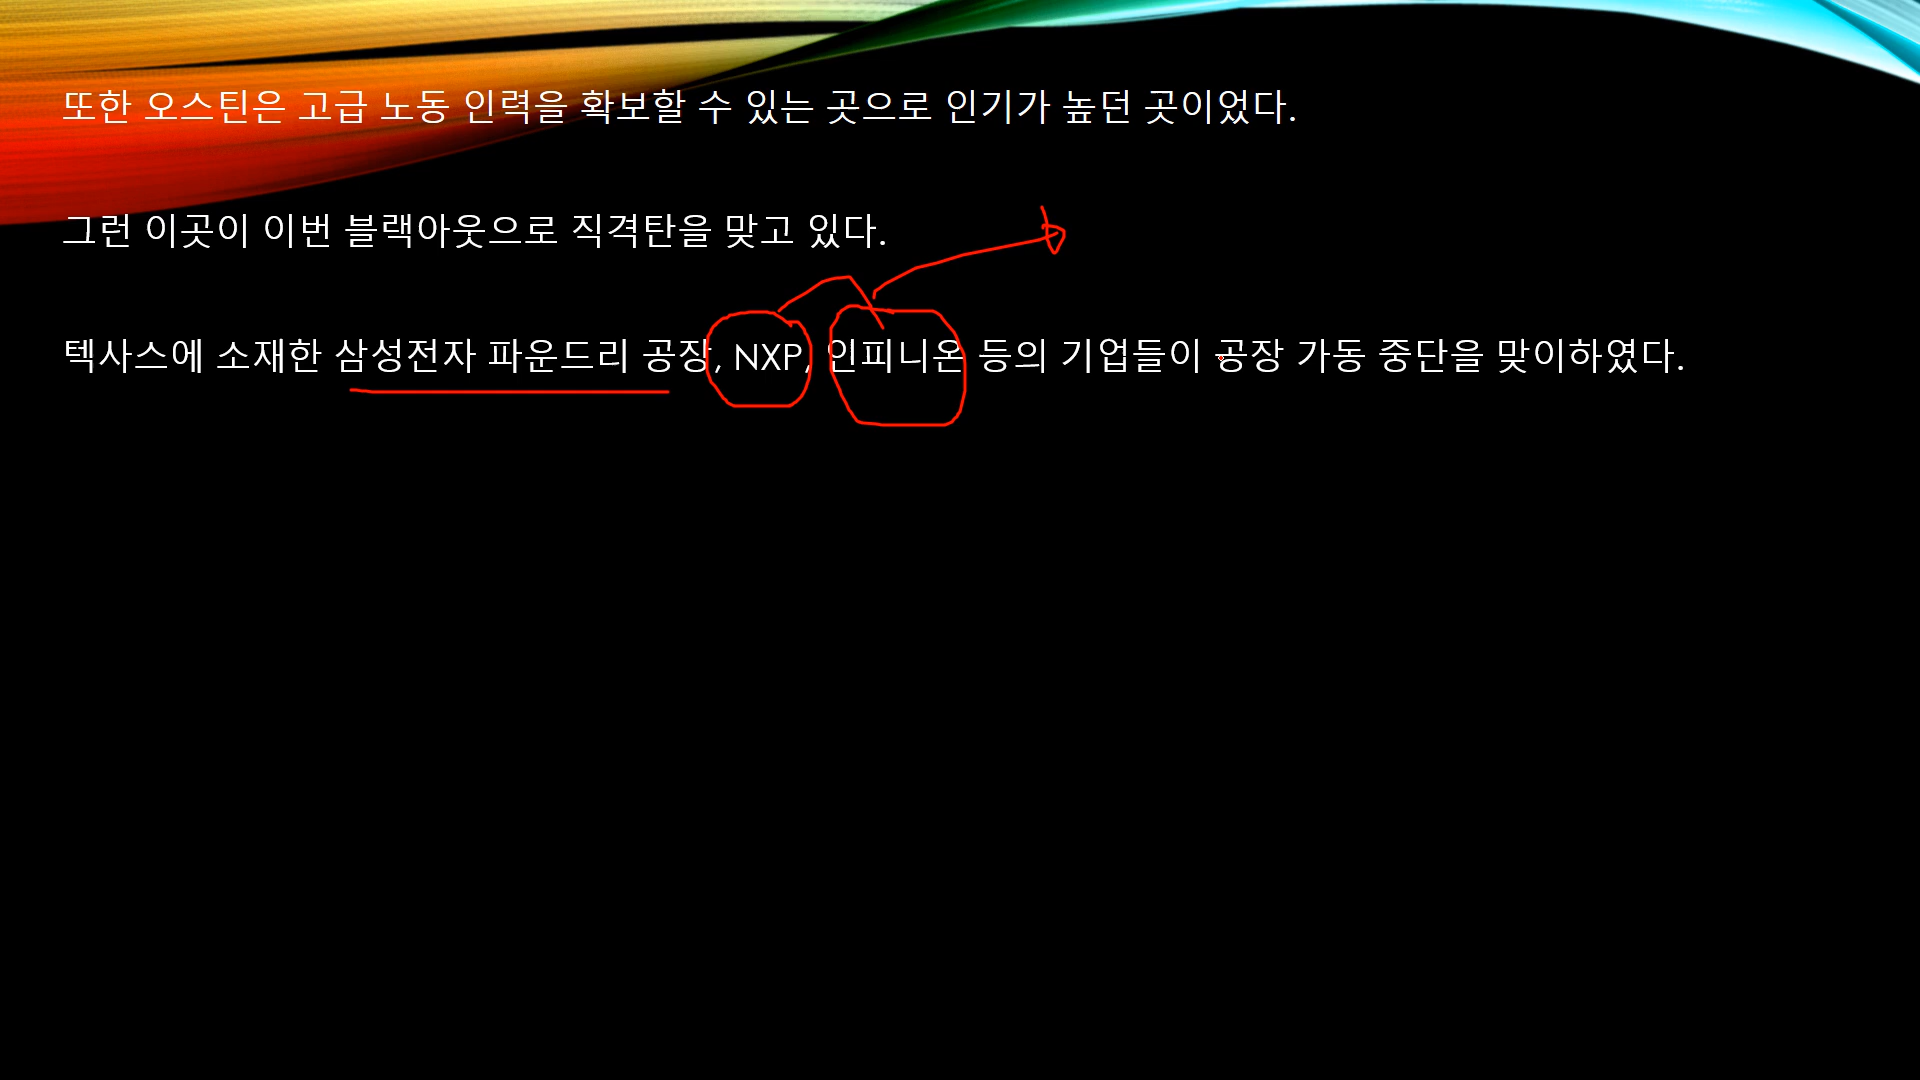 또한 오스틴은 고급 노동 인력을 확보할 수 있는 곳으로 인기가 높던 곳이었다.
그런 이곳이 이번 블랙아웃으로 직격탄을 맞고 있다.
텍사스에 소재한 삼성전자 파운드리 공장, NXP, 인피니온 등의 기업들이 공장 가동 중단을 맞이하였다.